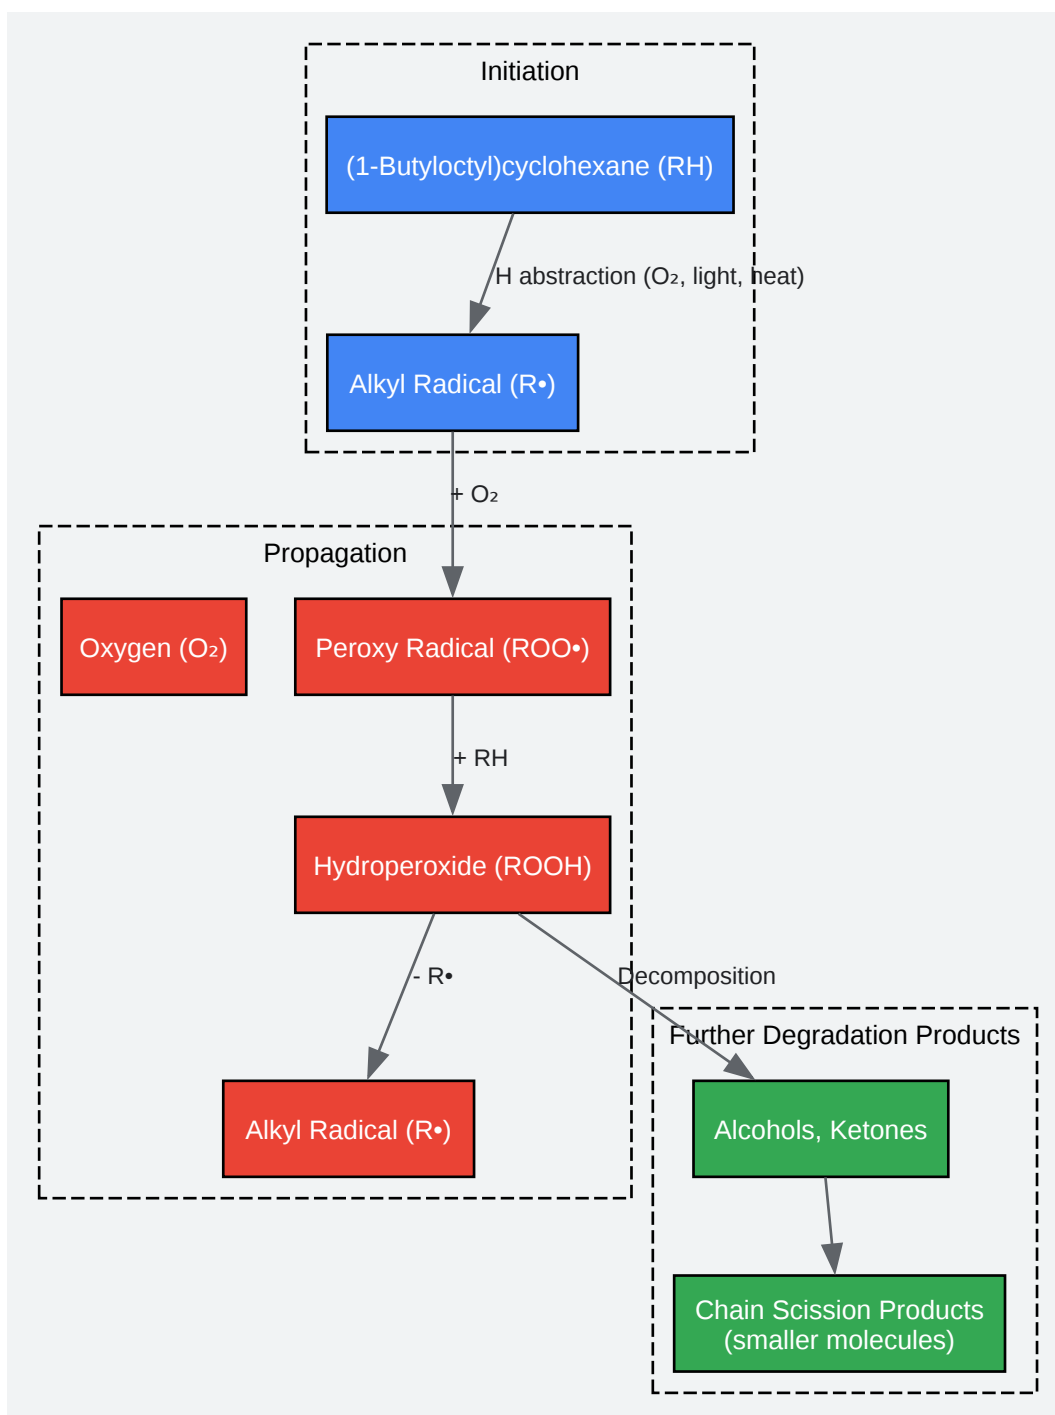 Initiation
(1-Butyloctyl)cyclohexane (RH)
H abstraction (O₂, light, heat)
Alkyl Radical (R•)
+ O₂
Propagation
Oxygen (O₂)
Peroxy Radical (ROO•)
+ RH
Hydroperoxide (ROOH)
- R•
Decomposition
Further Degradation Products
Alkyl Radical (R•)
Alcohols, Ketones
Chain Scission Products
(smaller molecules)